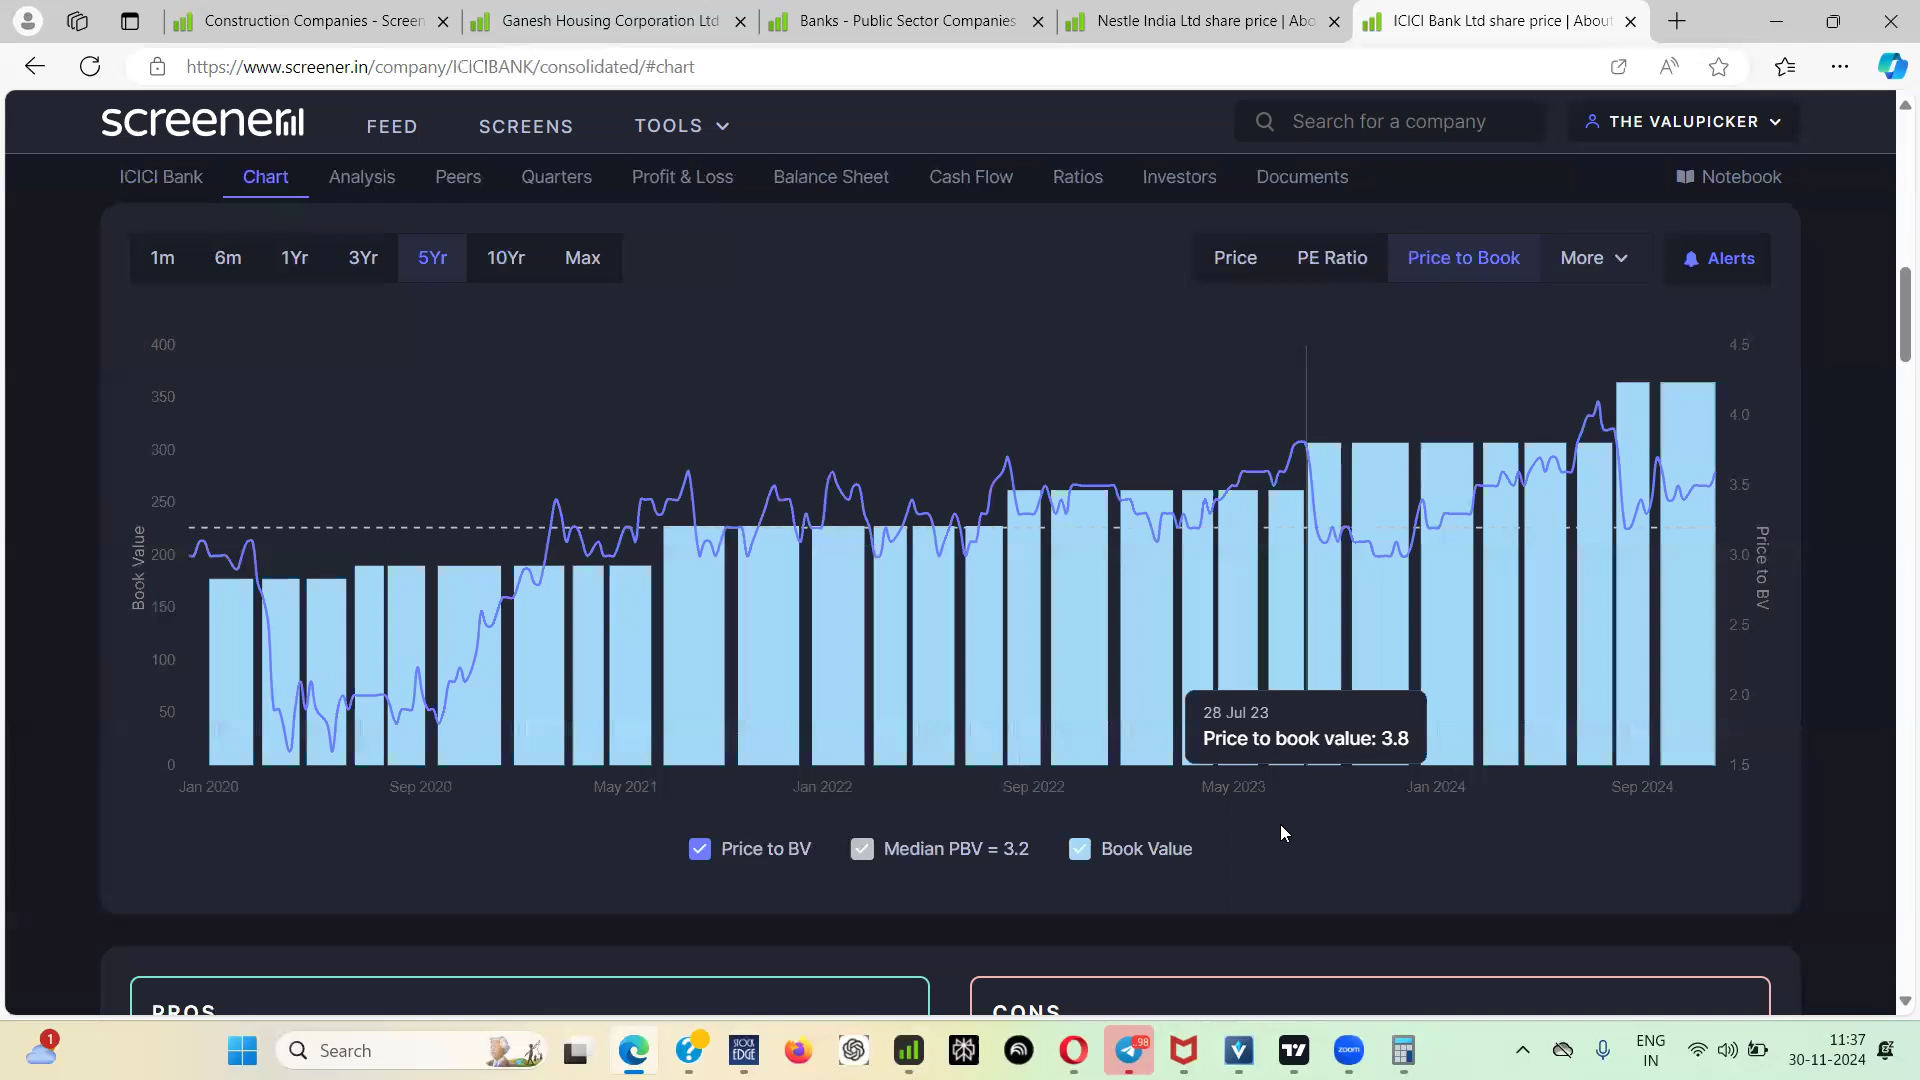 Construction Companies - Screen
Ganesh Housing Corporation Ltd
Banks - Public Sector Companies
Nestle India Ltd share price | Abo
ICICI Bank Ltd share price | About
https://www.screener.in/company/ICICIBANK/consolidated/#chart
screener
FEED
SCREENS
TOOLS
Search for a company
THE VALUPICKER
ICICI Bank
Chart
Analysis
Peers
Quarters
Profit & Loss
Balance Sheet
Cash Flow
Ratios
Investors
Documents
Notebook
1m
6m
1Yr
3Yr
5Yr
10Yr
Max
Price
PE Ratio
Price to Book
More
Alerts
400
350
300
250
200
150
100
50
0
Book Value
4.5
4.0
3.5
3.0
2.5
2.0
1.5
Price to BV
28 Jul 23
Price to book value: 3.8
Jan 2020
Sep 2020
May 2021
Jan 2022
Sep 2022
May 2023
Jan 2024
Sep 2024
Price to BV
Median PBV = 3.2
Book Value
PROS
CONS
1
Search
STOCK
EDGE
98
zoom
ENG
IN
11:37
30-11-2024